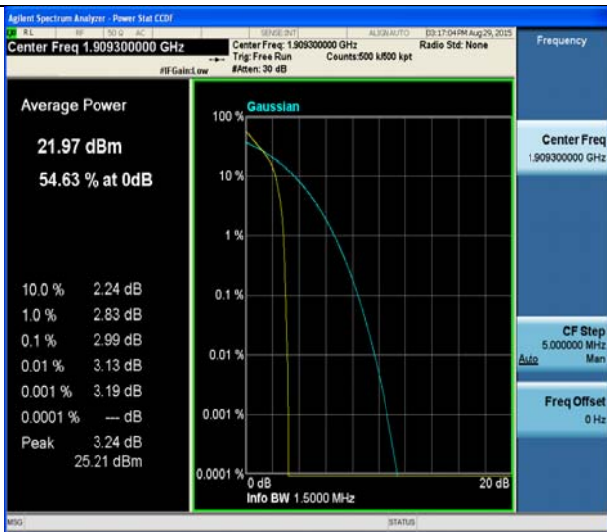 Agilent Spectrum Analyzer - Power Stat CCDF
RL RF 50 Ω AC SENSE:INT ALIGNAUTO 03:17:04 PM Aug 29, 2015
Center Freq 1.909300000 GHz
Center Freq: 1.909300000 GHz Radio Std: None
Trig: Free Run Counts:500 k/500 kpt
#IFGain:Low #Atten: 30 dB
Frequency
Average Power
21.97 dBm
54.63 % at 0dB
10.0 % 2.24 dB
1.0 % 2.83 dB
0.1 % 2.99 dB
0.01 % 3.13 dB
0.001 % 3.19 dB
0.0001 % --- dB
Peak 3.24 dB
25.21 dBm
Gaussian
100 %
10 %
1 %
0.1 %
0.01 %
0.001 %
0.0001 %
0 dB 20 dB
Info BW 1.5000 MHz
Center Freq
1.909300000 GHz
CF Step
5.000000 MHz
Auto Man
Freq Offset
0 Hz
MSG STATUS